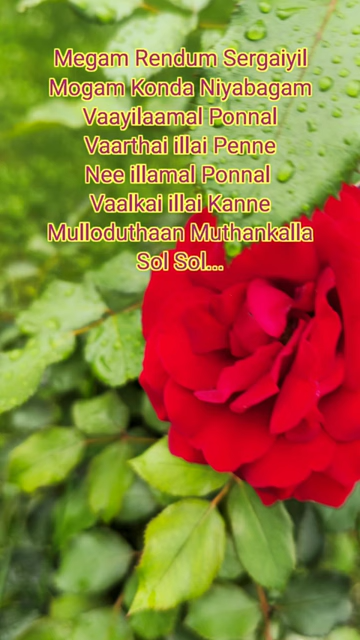 Megam Rendum Sergaiyil
Mogam Konda Niyabagam
Vaayilaamal Ponnal
Vaarthai illai Penne
Nee illamal Ponnal
Vaalkai illai Kanne
Mulloduthaan Muthankalla
Sol Sol...